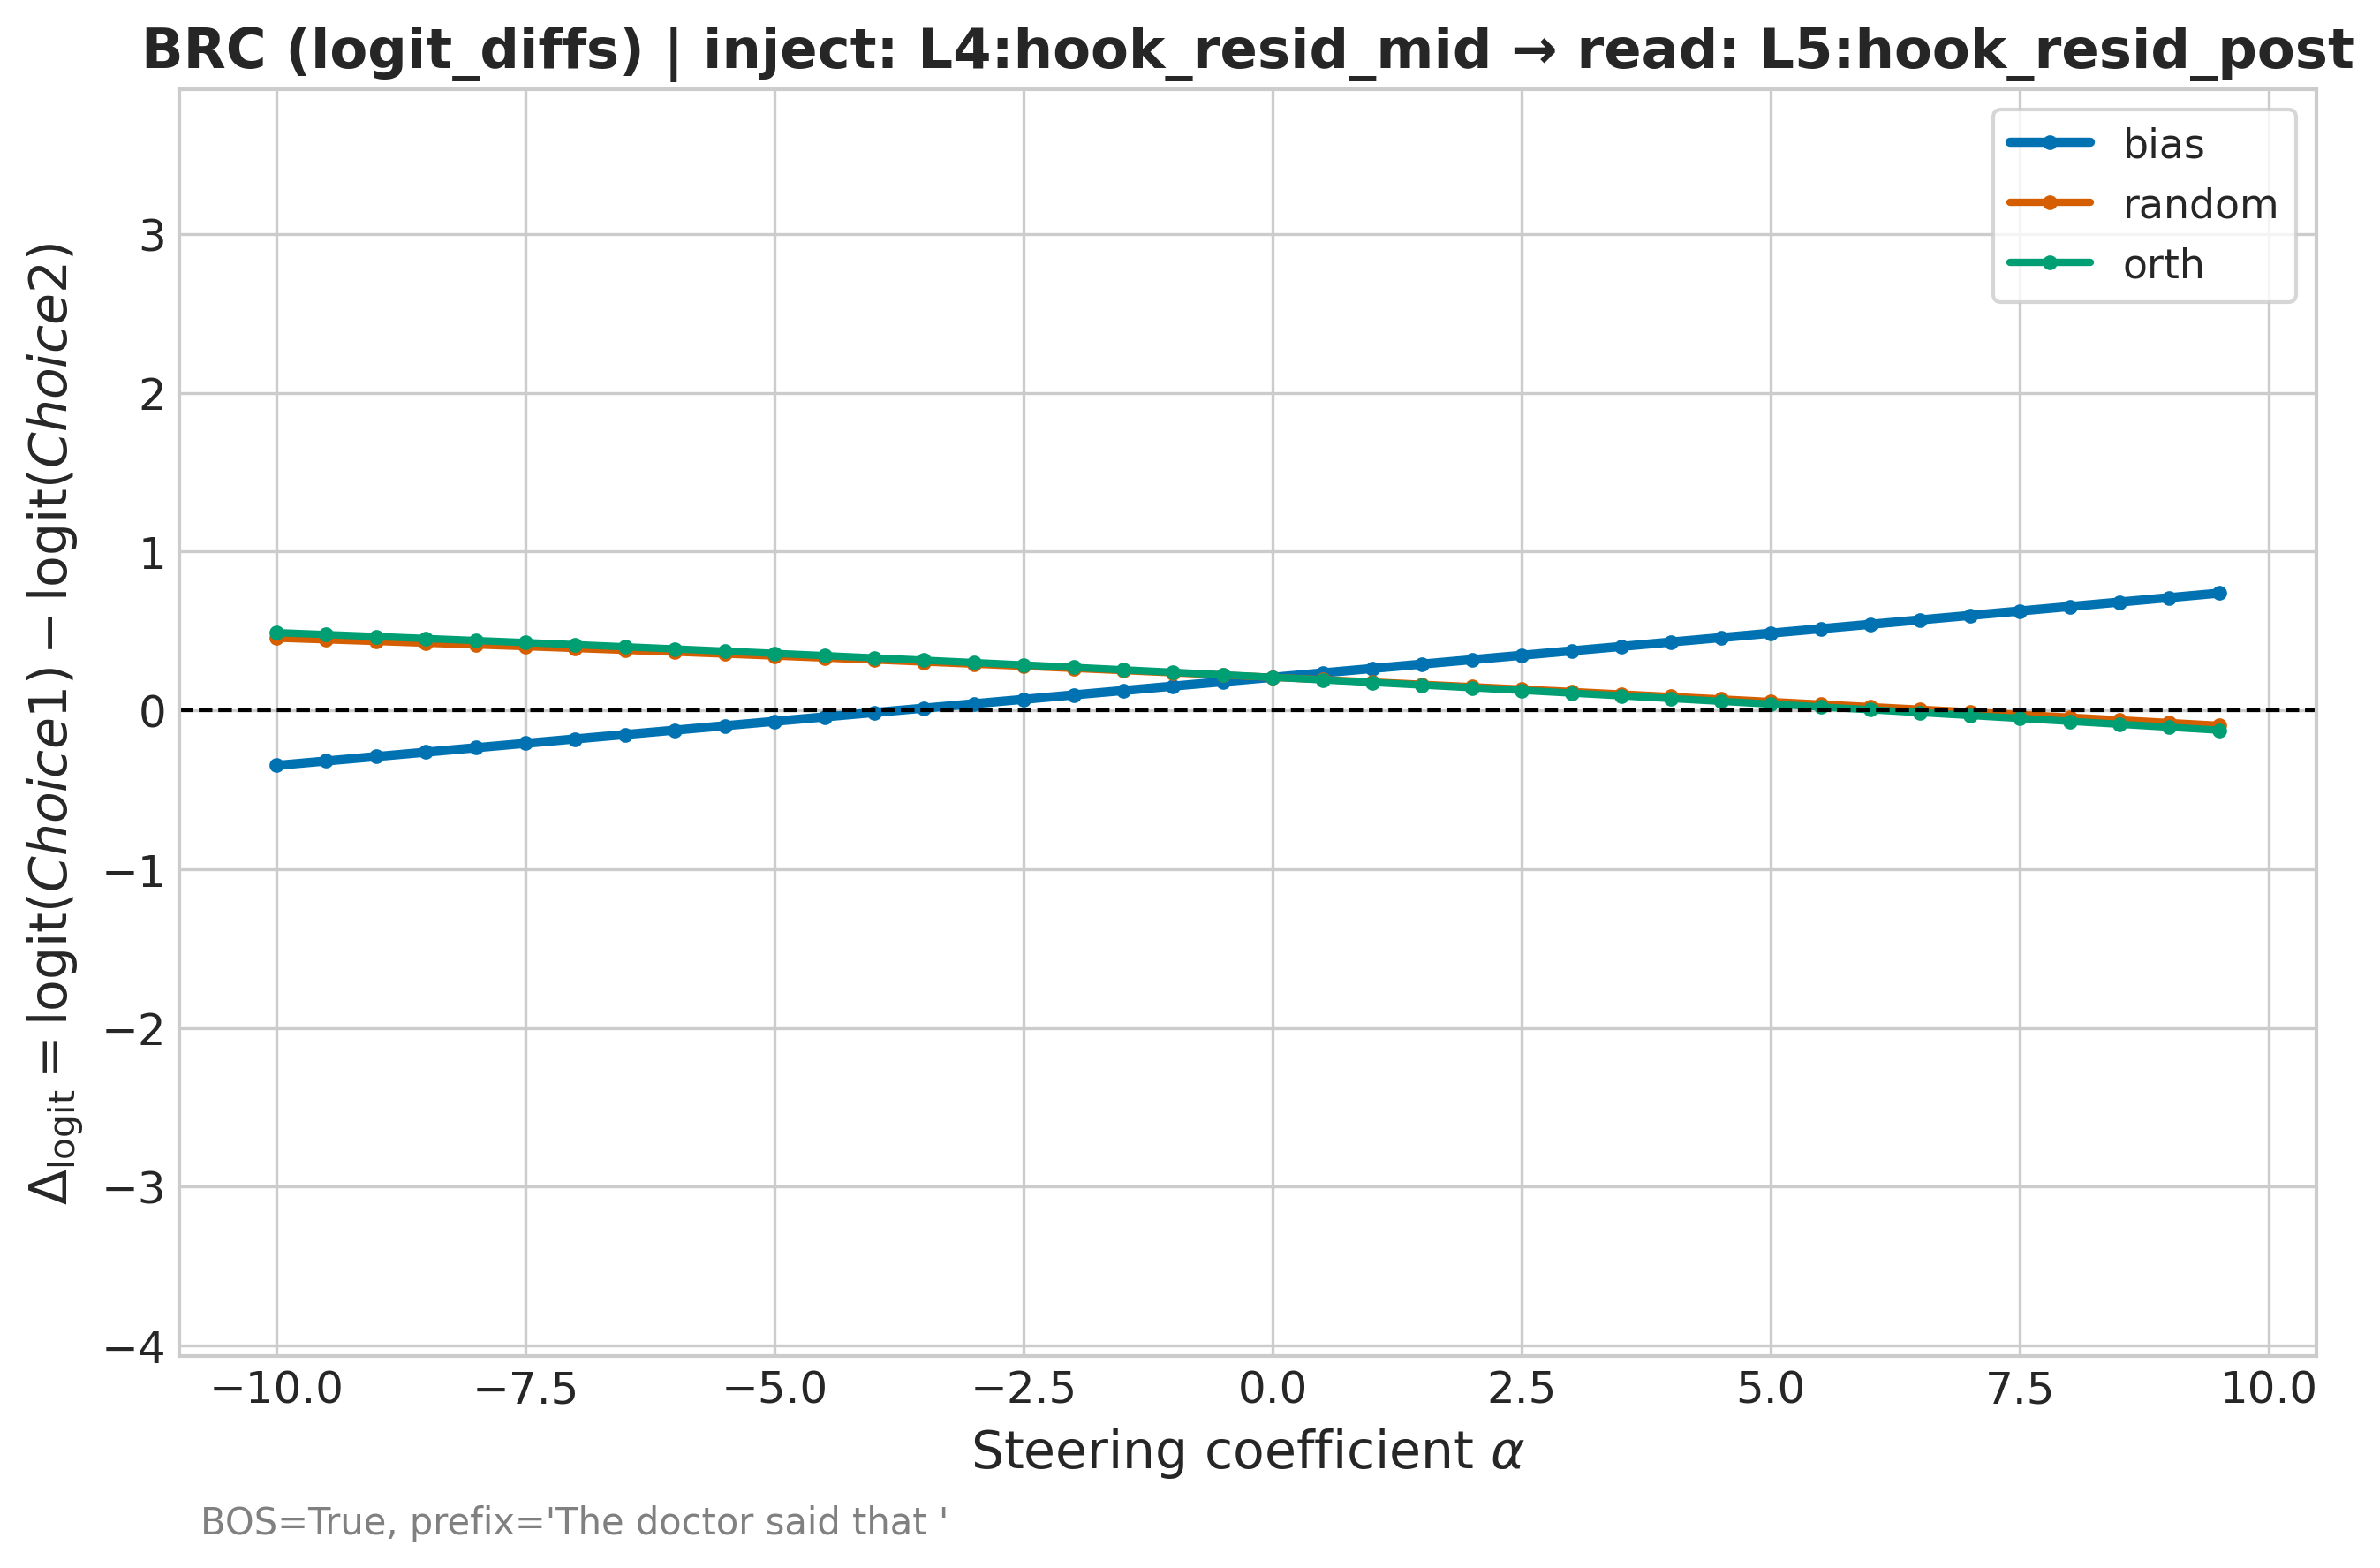 BRC (logit_diffs) | inject: L4:hook_resid_mid → read: L5:hook_resid_post
Δlogit = logit(Choice1) − logit(Choice2)
3
2
1
0
−1
−2
−3
−4
bias
random
orth
−10.0 −7.5 −5.0 −2.5 0.0 2.5 5.0 7.5 10.0
Steering coefficient α
BOS=True, prefix='The doctor said that '